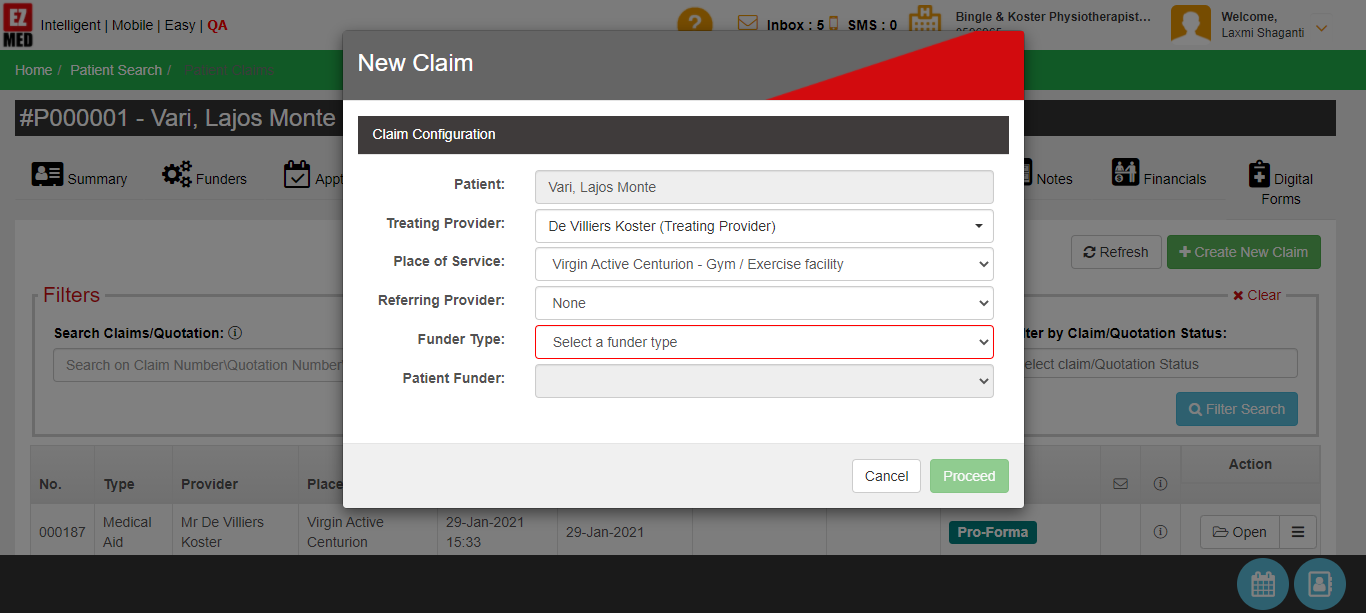 EZ
MED
Intelligent | Mobile | Easy | QA
?
Inbox : 5
SMS : 0
H
Bingle & Koster Physiotherapist...
Welcome,
Laxmi Shaganti
Home / Patient Search /
#P000001 - Vari, Lajos Monte
Summary
Funders
Appt
Notes
Financials
Digital
Forms
Refresh
Create New Claim
Filters
Clear
Search Claims/Quotation:
Search on Claim Number\Quotation Number
lter by Claim/Quotation Status:
elect claim/Quotation Status
Filter Search
New Claim
Claim Configuration
Patient: Vari, Lajos Monte
Treating Provider: De Villiers Koster (Treating Provider)
Place of Service: Virgin Active Centurion - Gym / Exercise facility
Referring Provider: None
Funder Type: Select a funder type
Patient Funder:
Cancel Proceed
No. Type Provider Place Action
000187 Medical Aid Mr De Villiers Koster Virgin Active Centurion 29-Jan-2021 15:33 29-Jan-2021 Pro-Forma Open